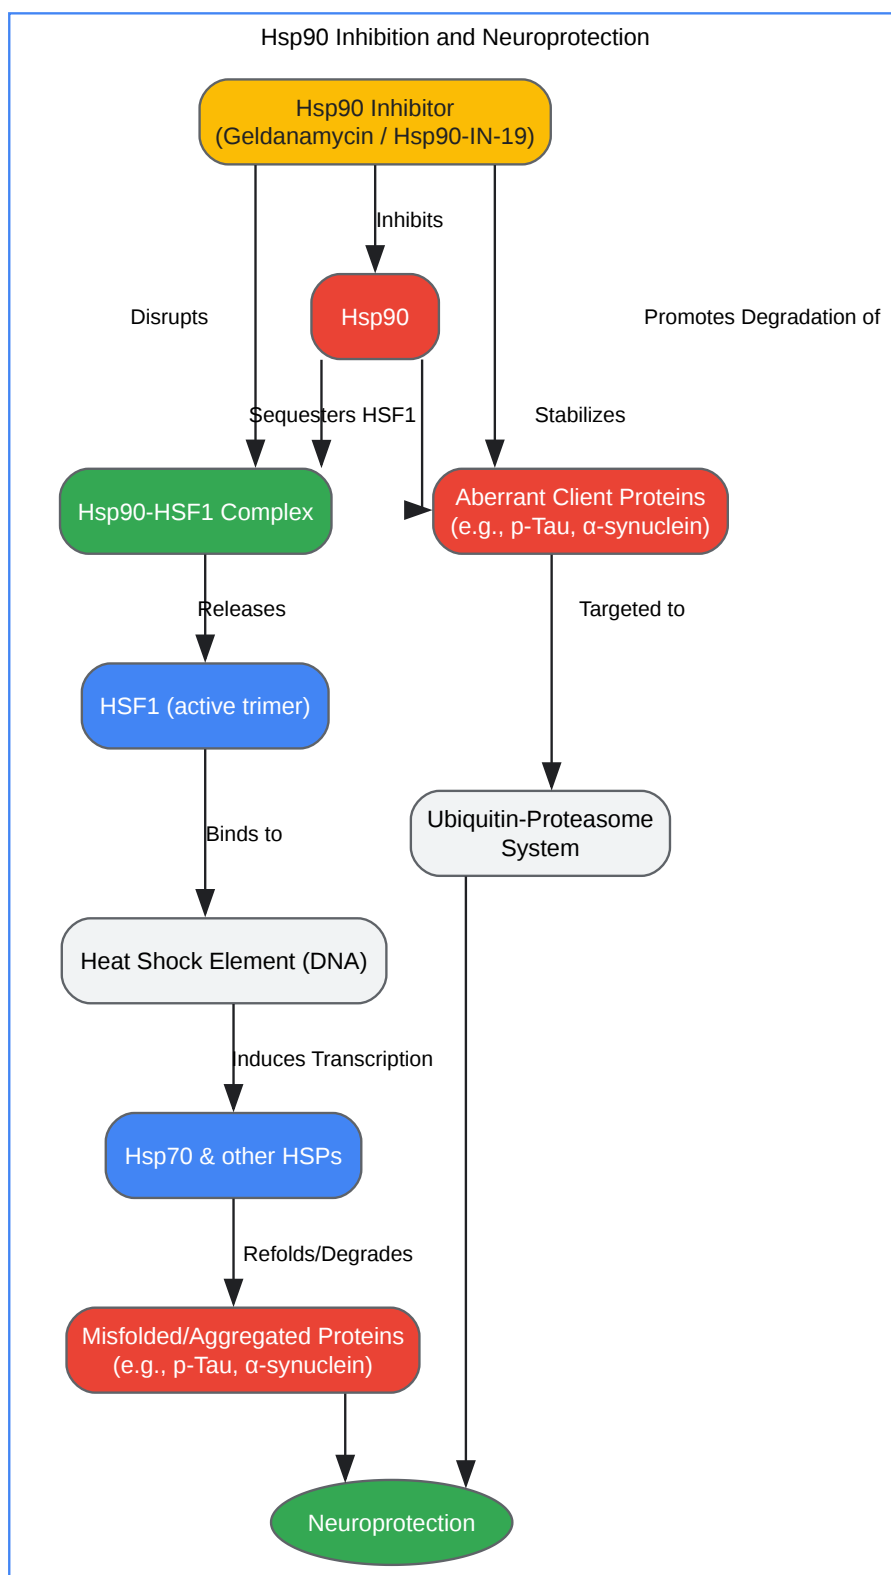 Hsp90 Inhibition and Neuroprotection
Hsp90 Inhibitor
(Geldanamycin / Hsp90-IN-19)
Inhibits
Disrupts
Hsp90
Promotes Degradation of
Sequesters HSF1
Stabilizes
Hsp90-HSF1 Complex
Aberrant Client Proteins
(e.g., p-Tau, α-synuclein)
Releases
Targeted to
HSF1 (active trimer)
Ubiquitin-Proteasome
System
Binds to
Heat Shock Element (DNA)
Induces Transcription
Hsp70 & other HSPs
Refolds/Degrades
Misfolded/Aggregated Proteins
(e.g., p-Tau, α-synuclein)
Neuroprotection